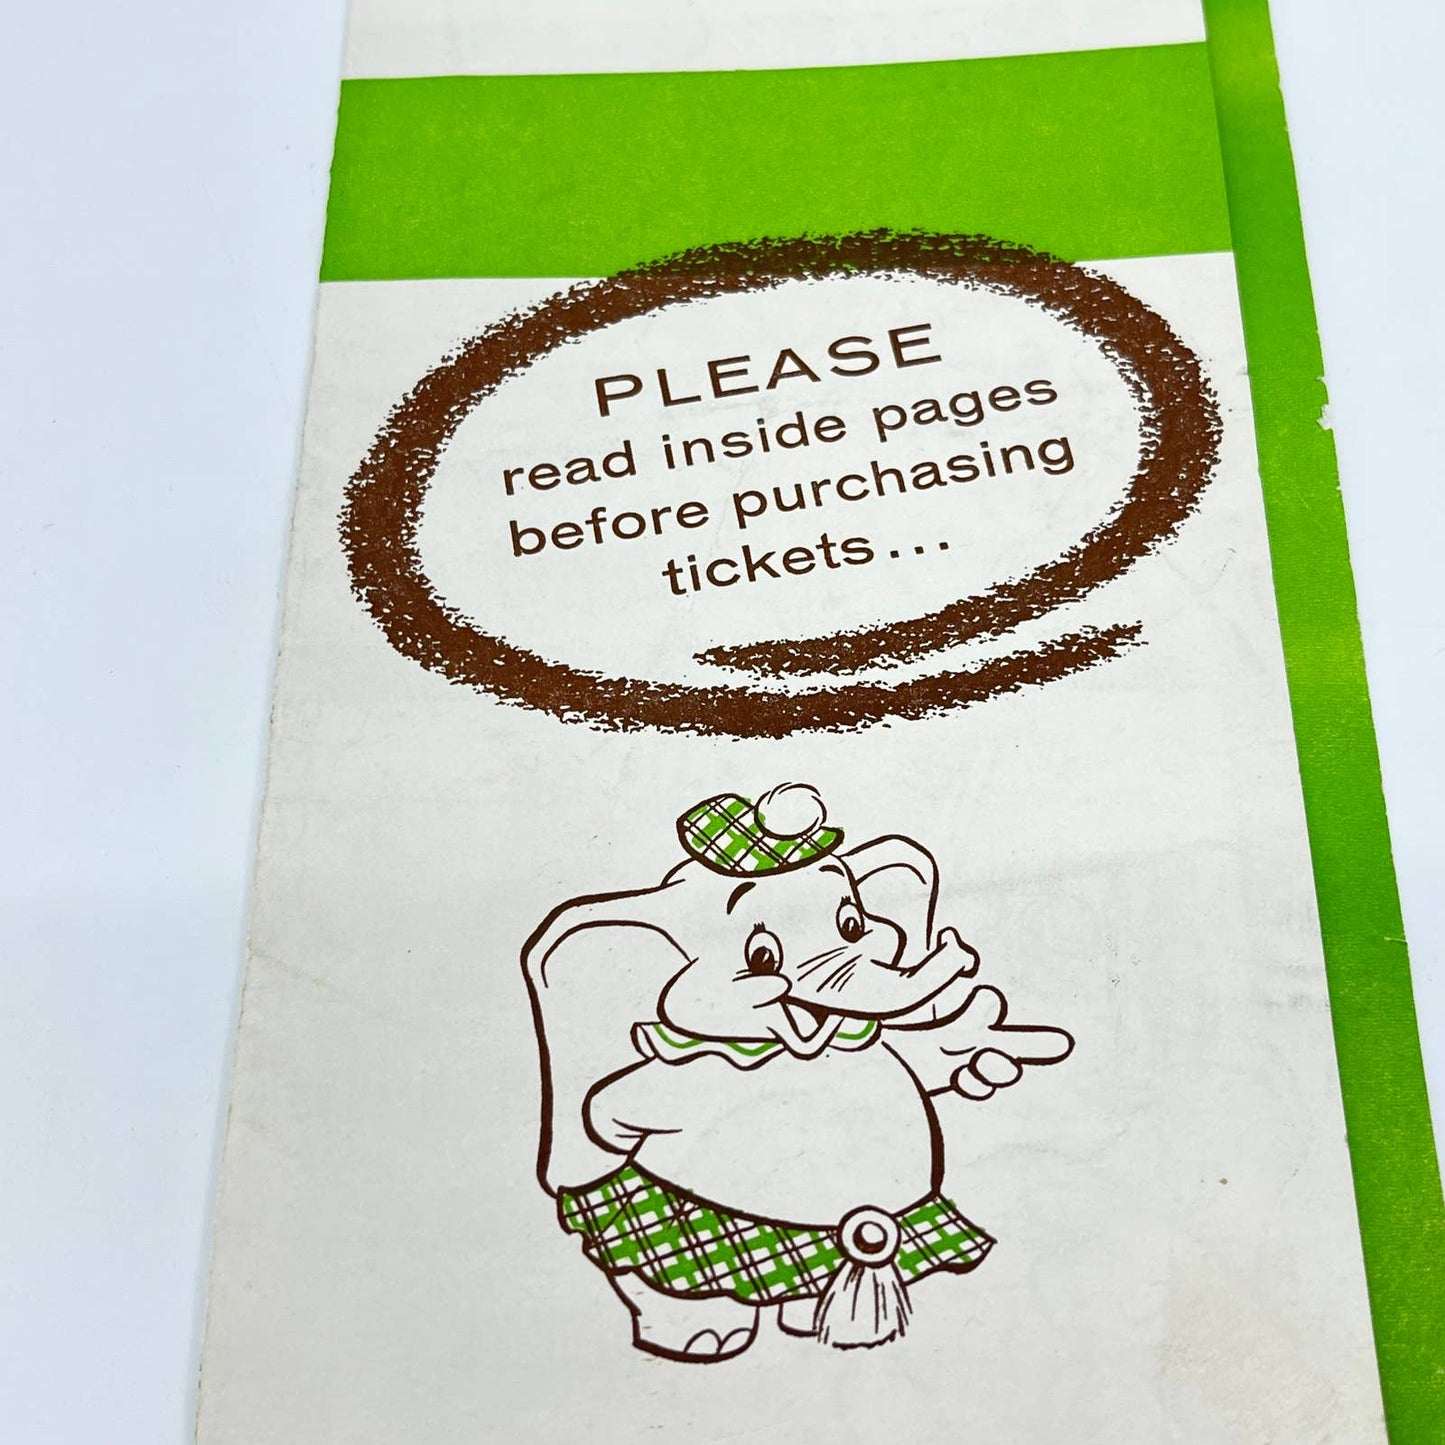 PLEASE
read inside pages
before purchasing
tickets...